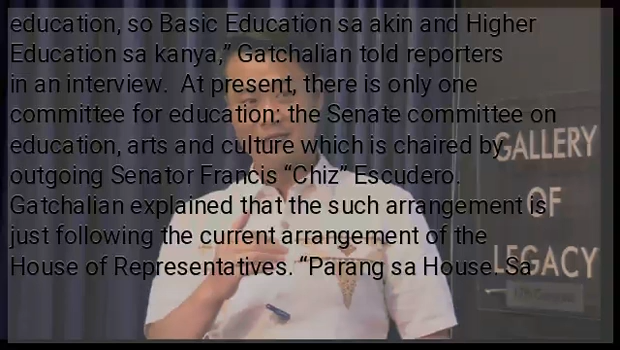 education, so Basic Education sa akin and Higher
Education sa kanya,” Gatchalian told reporters
in an interview.  At present, there is only one
committee for education: the Senate committee on
education, arts and culture which is chaired by
outgoing Senator Francis “Chiz” Escudero.
Gatchalian explained that the such arrangement is
just following the current arrangement of the
House of Representatives. “Parang sa House. Sa
GALLERY
OF
LEGACY